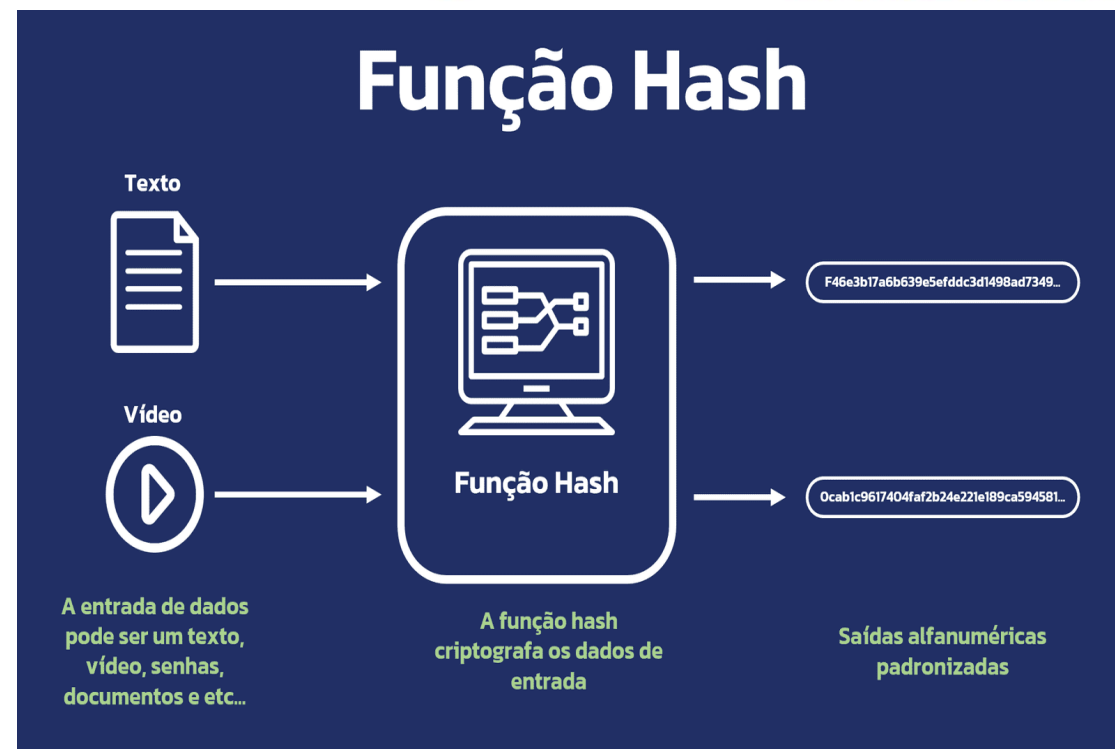 Função Hash
Texto
F46e3b17a6b639e5efddc3d1498ad7349...
Vídeo
Função Hash
0cab1c9617404faf2b24e221e189ca594581...
A entrada de dados
pode ser um texto,
vídeo, senhas,
documentos e etc...
A função hash
criptografa os dados de
entrada
Saídas alfanuméricas
padronizadas